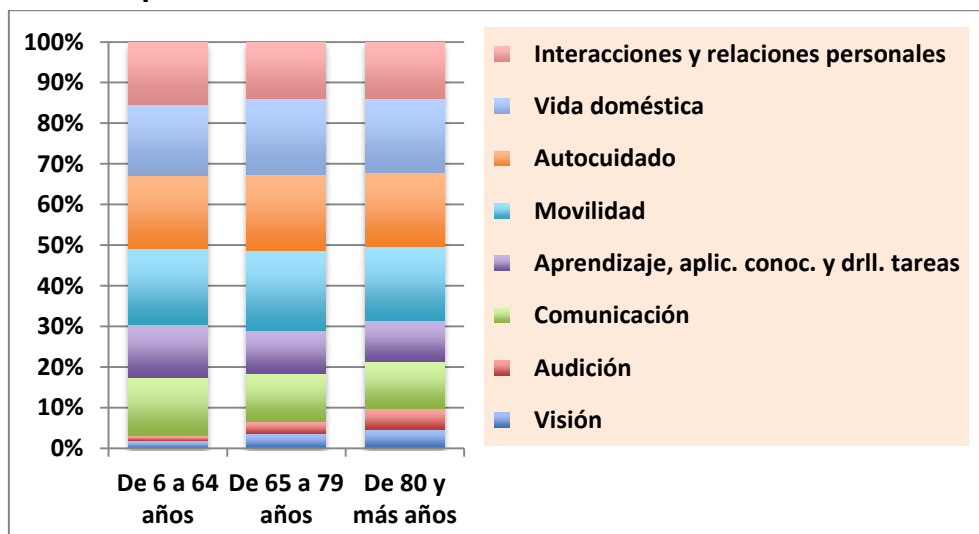 100%
90%
80%
70%
60%
50%
40%
30%
20%
10%
0%
De 6 a 64 años
De 65 a 79 años
De 80 y más años
Interacciones y relaciones personales
Vida doméstica
Autocuidado
Movilidad
Aprendizaje, aplic. conoc. y drll. tareas
Comunicación
Audición
Visión